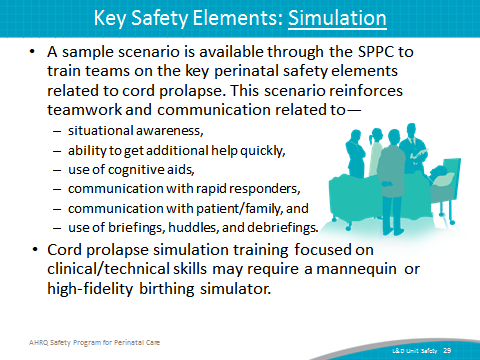 Key Safety Elements: Simulation
• A sample scenario is available through the SPPC to
train teams on the key perinatal safety elements
related to cord prolapse. This scenario reinforces
teamwork and communication related to—
– situational awareness,
– ability to get additional help quickly,
– use of cognitive aids,
– communication with rapid responders,
– communication with patient/family, and
– use of briefings, huddles, and debriefings.
• Cord prolapse simulation training focused on
clinical/technical skills may require a mannequin or
high-fidelity birthing simulator.
AHRQ Safety Program for Perinatal Care
L&D Unit Safety 29